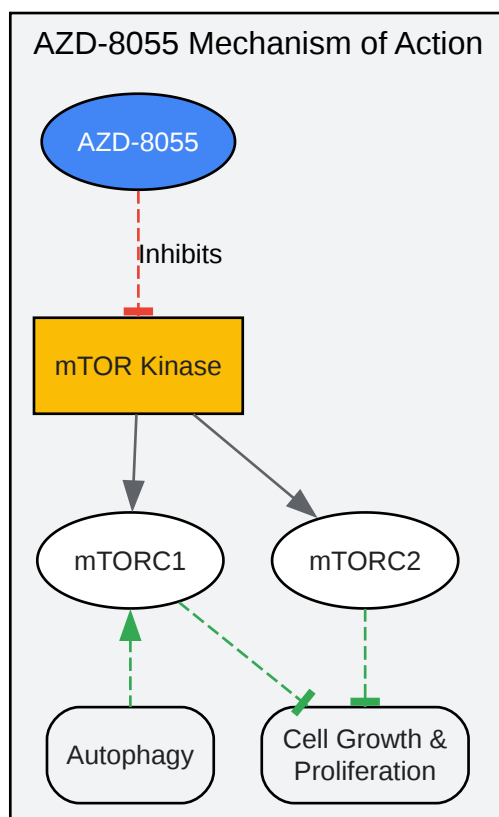 AZD-8055 Mechanism of Action
AZD-8055
Inhibits
mTOR Kinase
mTORC1
mTORC2
Autophagy
Cell Growth &
Proliferation